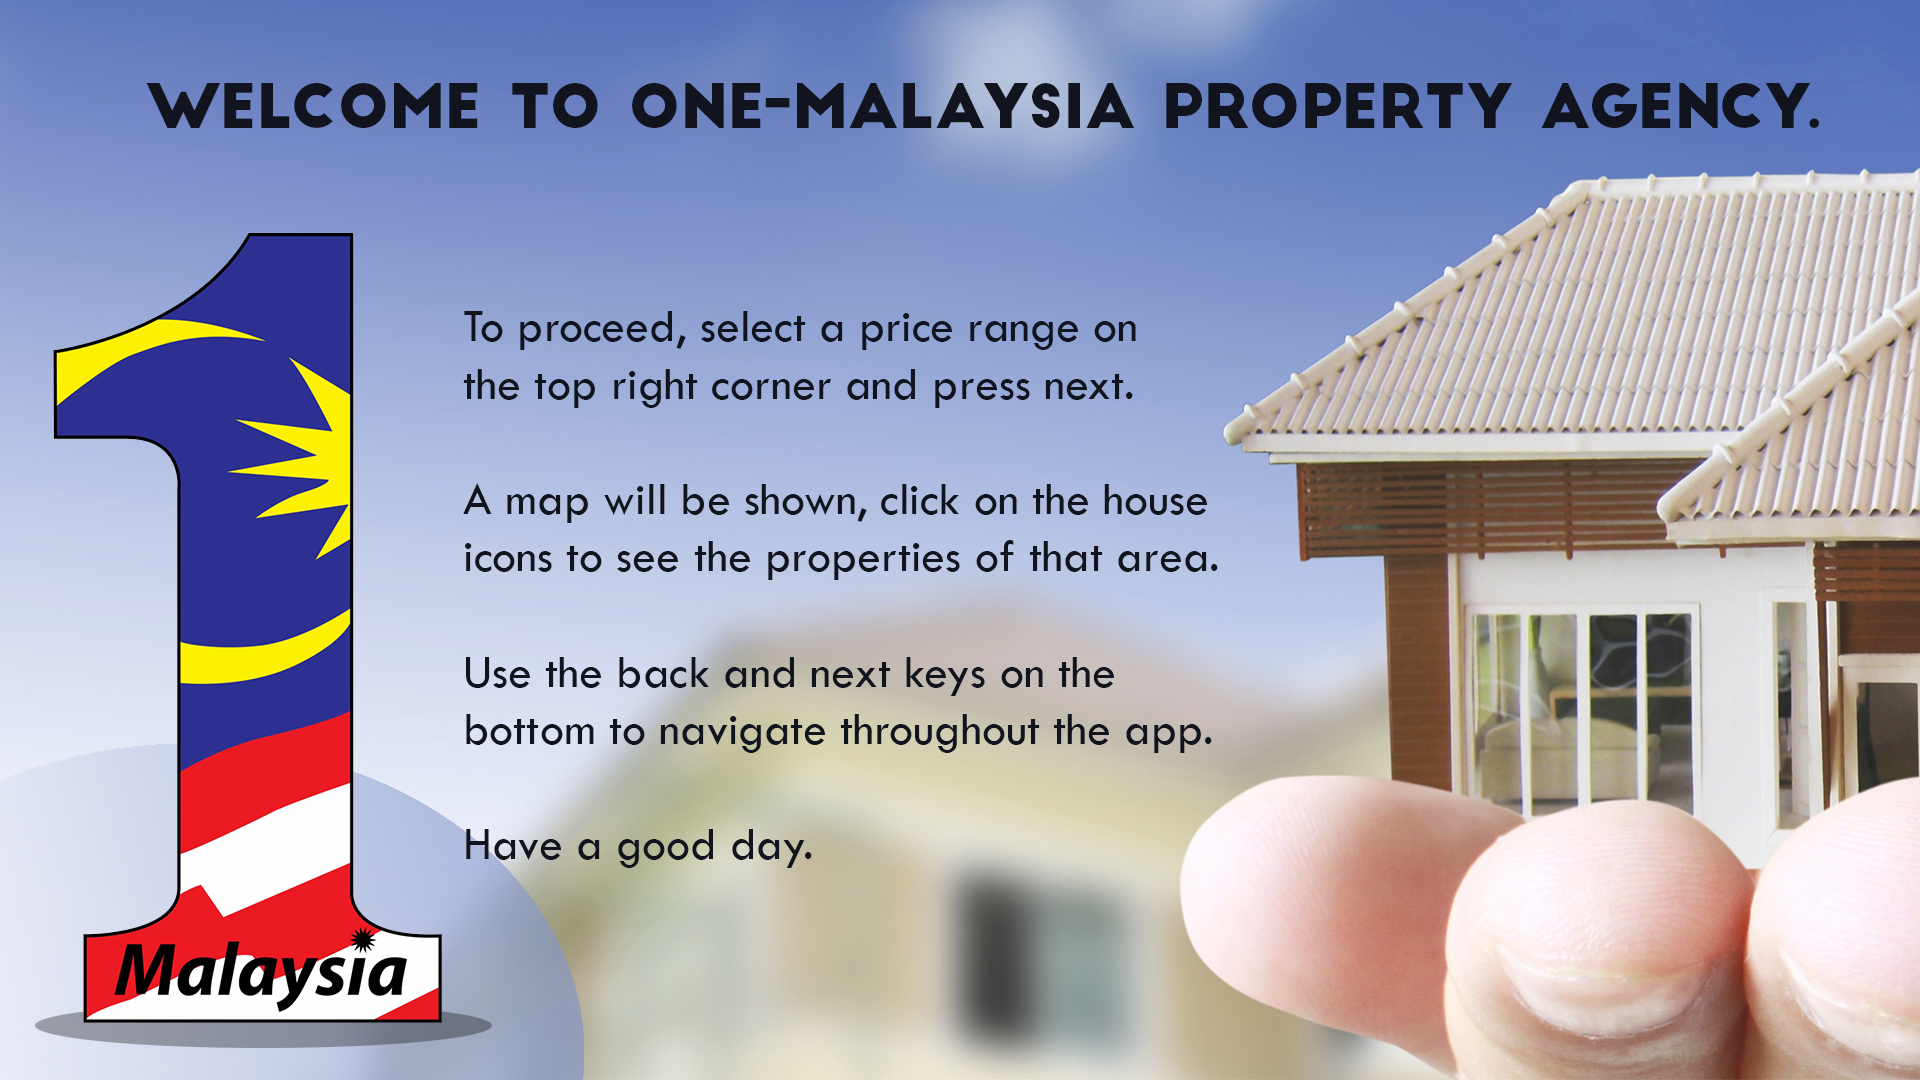 WELCOME TO ONE-MALAYSIA PROPERTY AGENCY.
To proceed, select a price range on
the top right corner and press next.
A map will be shown, click on the house
icons to see the properties of that area.
Use the back and next keys on the
bottom to navigate throughout the app.
Have a good day.
1
Malaysia